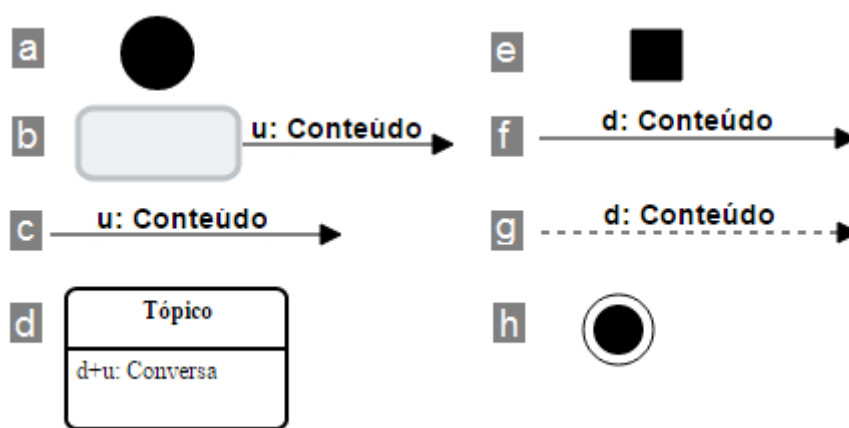 a
e
b
u: Conteúdo
f
d: Conteúdo
c
u: Conteúdo
g
d: Conteúdo
d
Tópico
d+u: Conversa
h